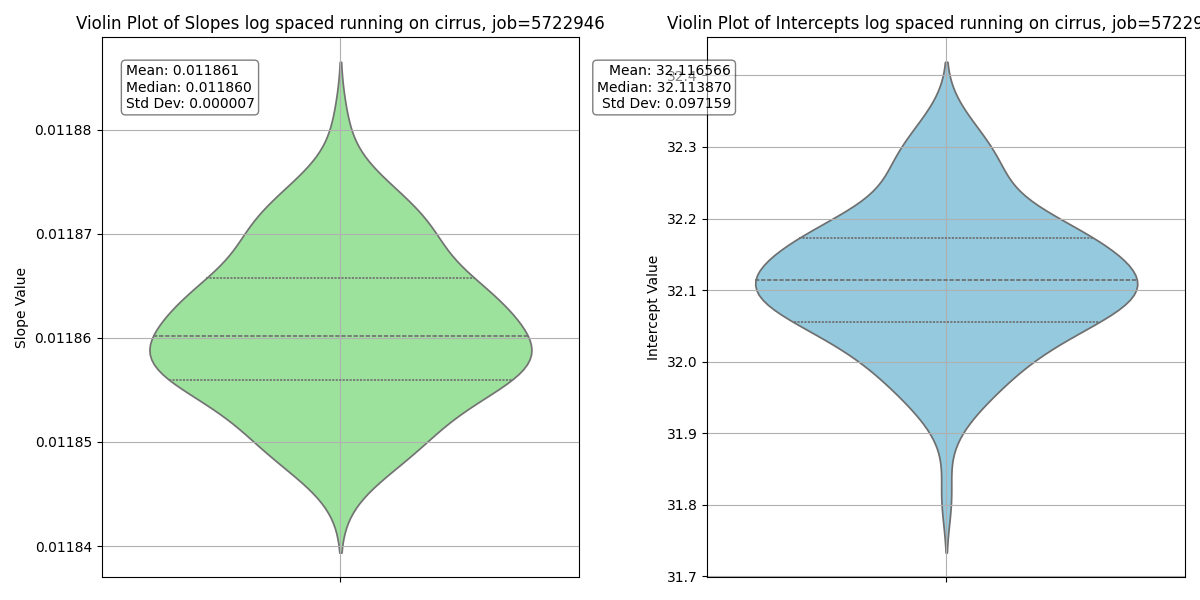 Violin Plot of Slopes log spaced running on cirrus, job=5722946
Mean: 0.011861
Median: 0.011860
Std Dev: 0.000007
0.01188
0.01187
0.01186
0.01185
0.01184
Slope Value
Violin Plot of Intercepts log spaced running on cirrus, job=57229
Mean: 32.116566
Median: 32.113870
Std Dev: 0.097159
32.4
32.3
32.2
32.1
32.0
31.9
31.8
31.7
Intercept Value